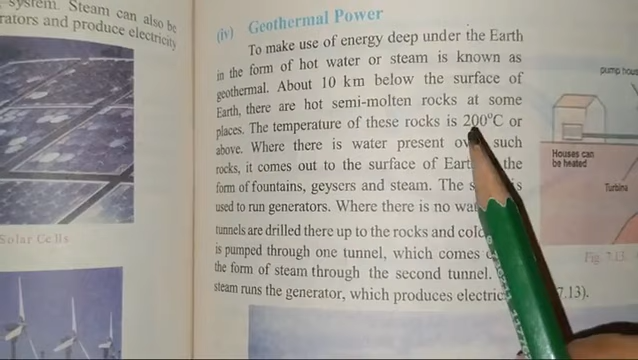 system. Steam can also be
rators and produce electricity
Solar Cells
(iv) Geothermal Power
To make use of energy deep under the Earth
in the form of hot water or steam is known as
geothermal. About 10 km below the surface of
Earth, there are hot semi-molten rocks at some
places. The temperature of these rocks is 200°C or
above. Where there is water present such
rocks, it comes out to the surface of the
form of fountains, geysers and steam. The is
used to run generators. Where there is no
tunnels are drilled there up to the rocks and
is pumped through one tunnel, which comes
the form of steam through the second tunnel.
steam runs the generator, which produces 7.13).
pump
Houses can
be heated
Turbine
Fig. 7.13